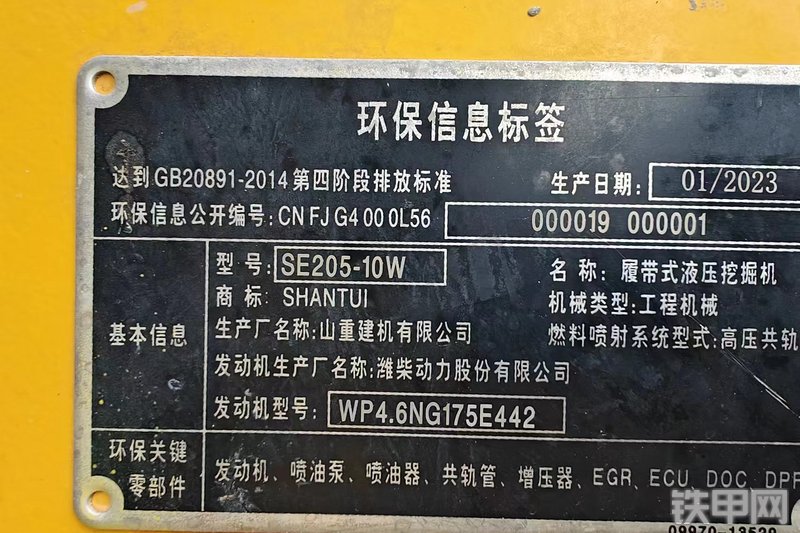 环保信息标签
达到GB20891-2014第四阶段排放标准 生产日期: 01/2023
环保信息公开编号:CN FJ G4 00 0L56 000019 000001
基本信息
型 号: SE205-10W 名 称: 履带式液压挖掘机
商 标: SHANTUI 机械类型:工程机械
生产厂名称:山重建机有限公司 燃料喷射系统型式:高压共轨
发动机生产厂名称:潍柴动力股份有限公司
发动机型号: WP4.6NG175E442
环保关键
零部件
发动机、喷油泵、喷油器、共轨管、增压器、EGR、ECU、DOC、DPF
铁甲网